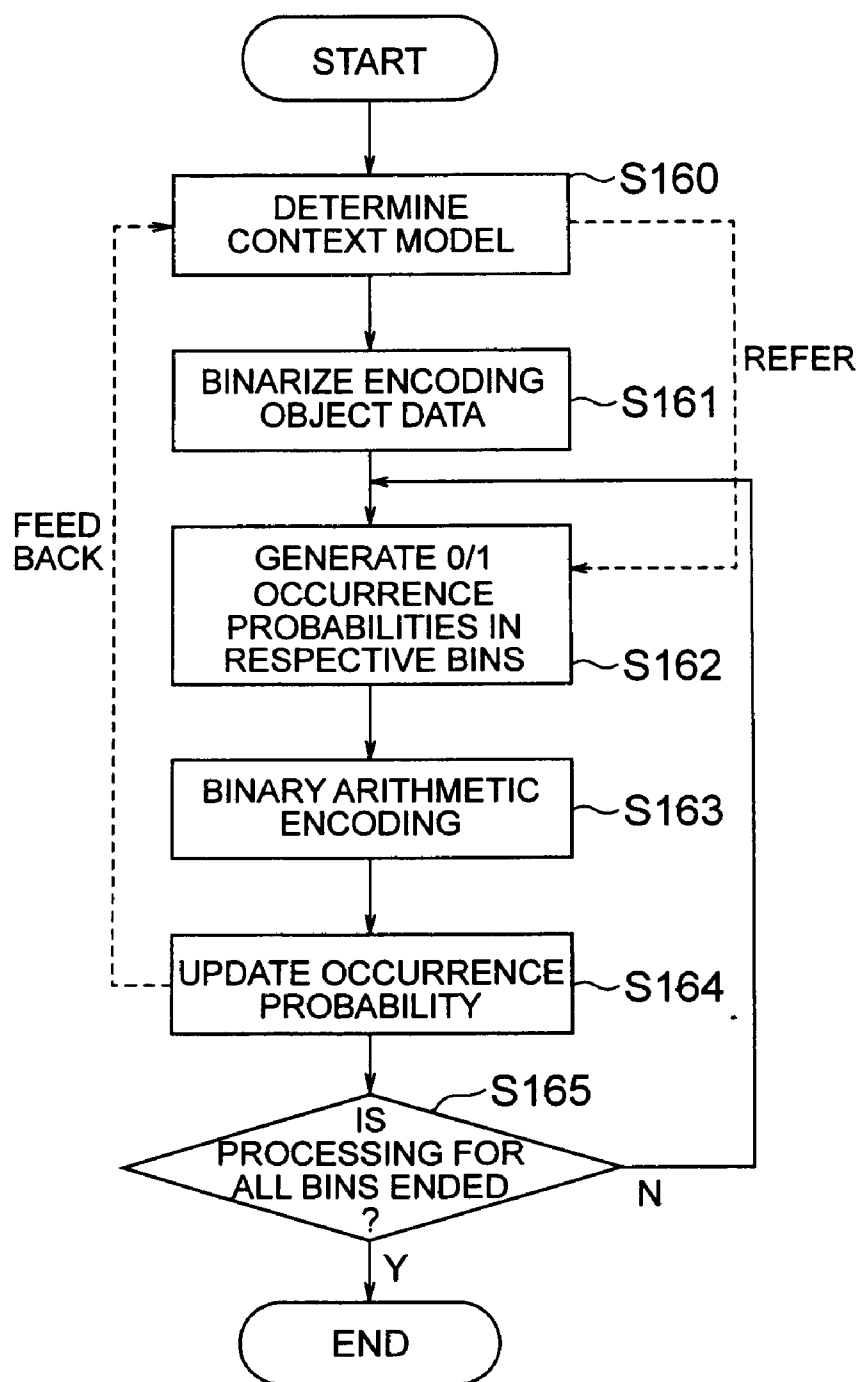 START
S160
DETERMINE
CONTEXT MODEL
REFER
BINARIZE ENCODING
OBJECT DATA
S161
FEED
BACK
GENERATE 0/1
OCCURRENCE
PROBABILITIES IN
RESPECTIVE BINS
S162
BINARY ARITHMETIC
ENCODING
S163
UPDATE OCCURRENCE
PROBABILITY
S164
S165
IS
PROCESSING FOR
ALL BINS ENDED
?
N
Y
END